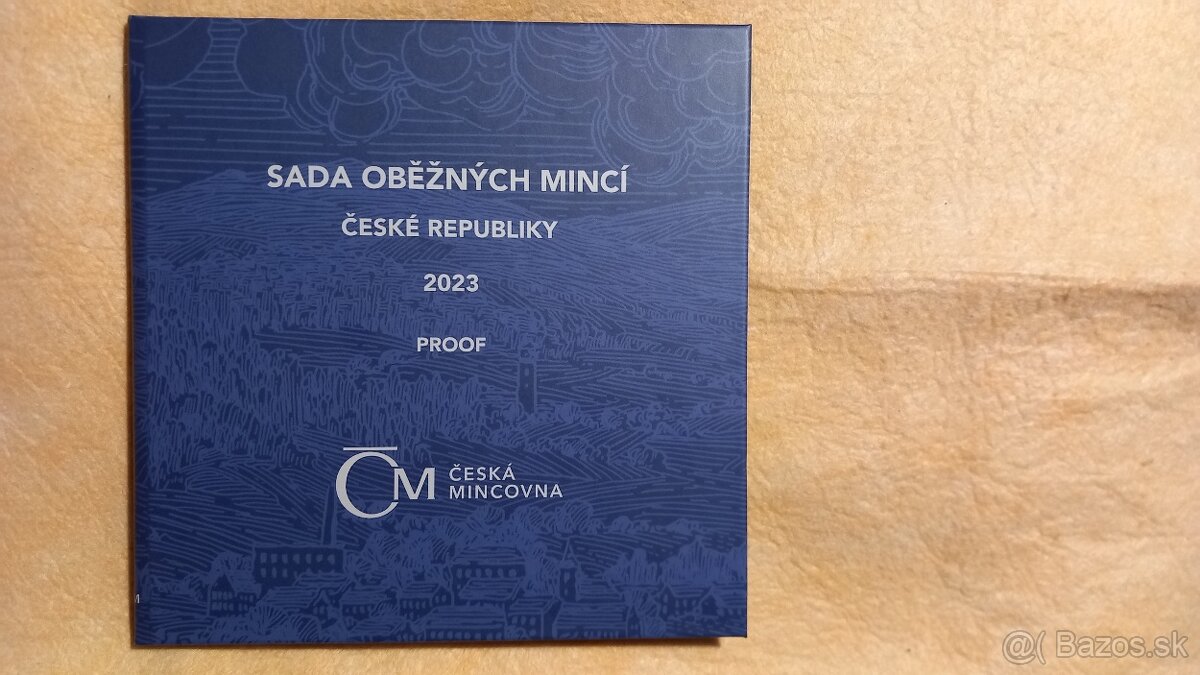 SADA OBĚŽNÝCH MINCÍ
ČESKÉ REPUBLIKY
2023
PROOF
ČM ČESKÁ
MINCOVNA
@( Bazos.sk